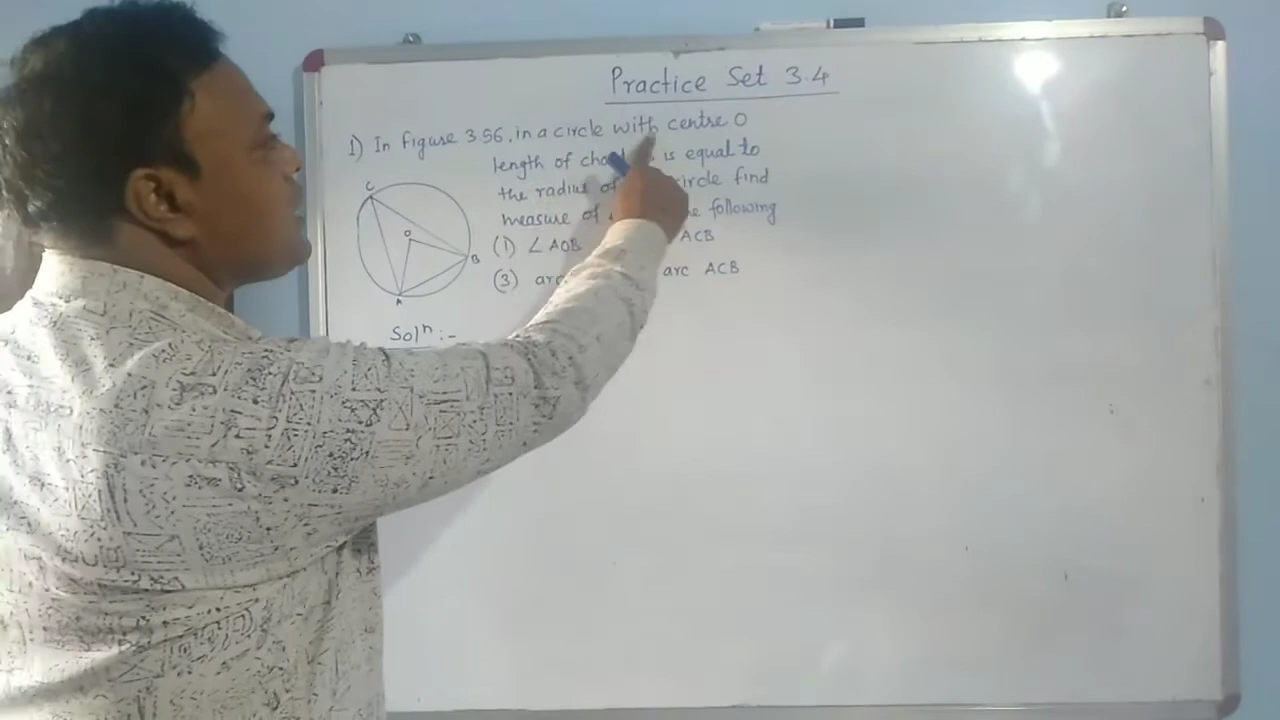 Practice Set 3.4
1) In figure 3.56, in a circle with centre O
length of is equal to
the radius of circle find
measure of following
(1) ∠AOB ACB
(3) arc ACB
C
O
B
A
Solⁿ :-